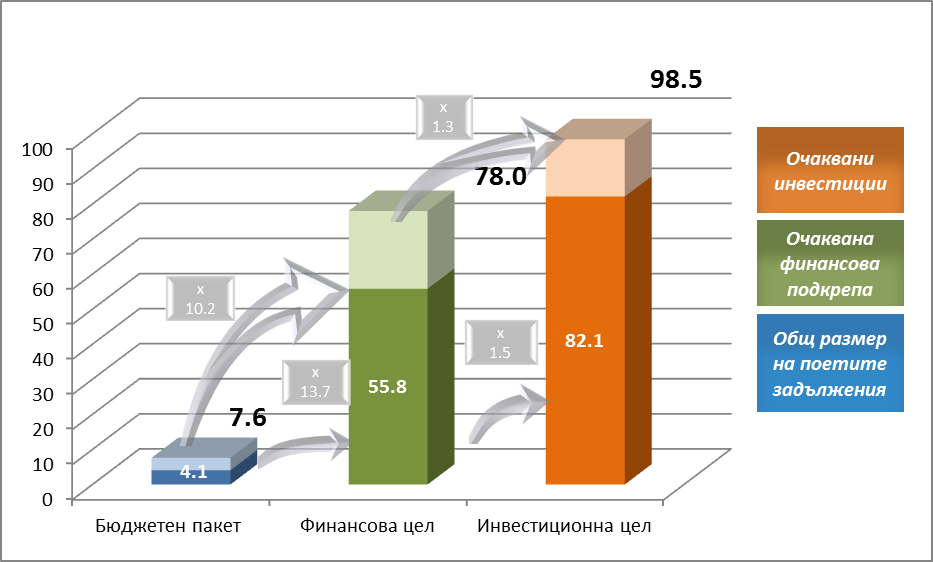 98.5
x
1.3
78.0
100
90
80
70
60
50
40
30
20
10
0
x
10.2
x
13.7
x
1.5
7.6
4.1
55.8
82.1
Бюджетен пакет
Финансова цел
Инвестиционна цел
Очаквани
инвестиции
Очаквана
финансова
подкрепа
Общ размер
на поетите
задължения